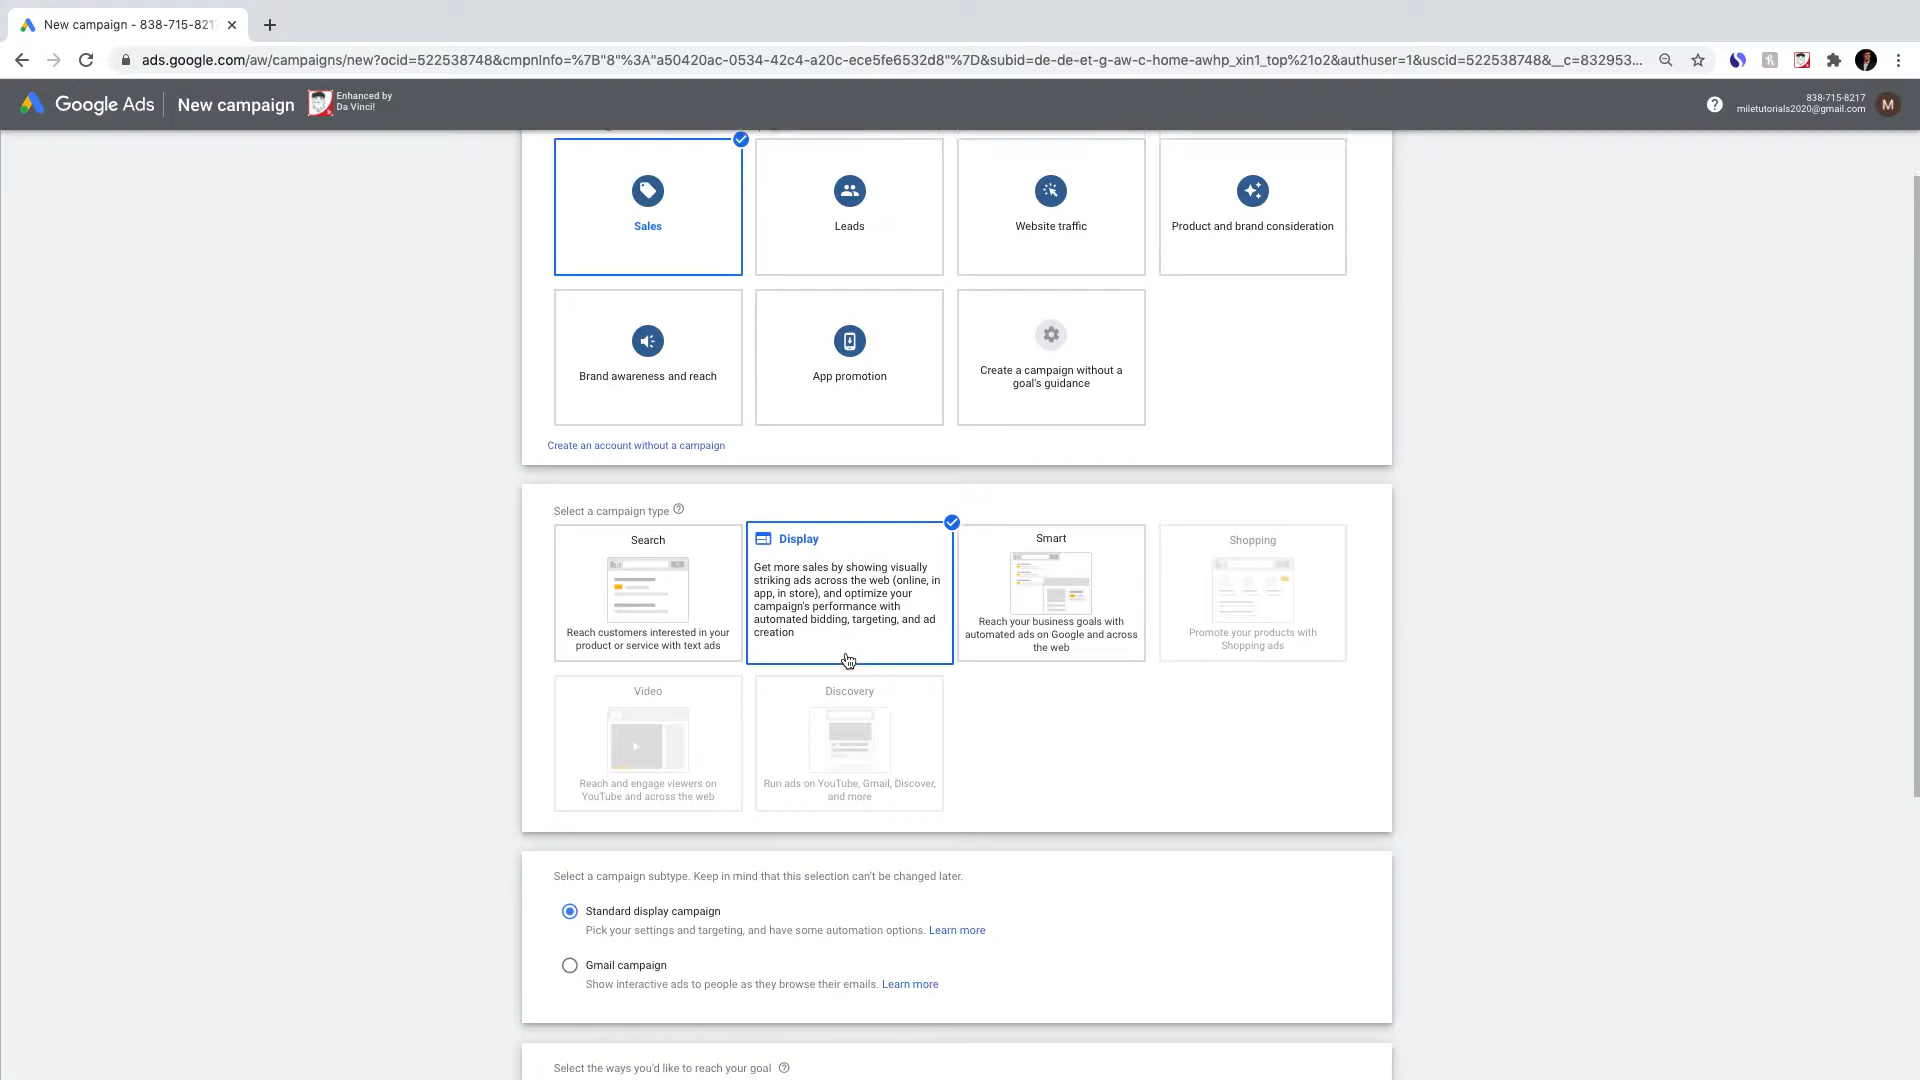 New campaign - 838-715-821
ads.google.com/aw/campaigns/new?ocid=522538748&cmpnInfo=%7B"8"%3A"a50420ac-0534-42c4-a20c-ece5fe6532d8"%7D&subid=de-de-et-g-aw-c-home-awhp_xin1_top%21o2&authuser=1&uscid=522538748&__c=832953...
Google Ads
New campaign
Enhanced by
Da Vinci!
838-715-8217
miletutorials2020@gmail.com
M
Sales
Leads
Website traffic
Product and brand consideration
Brand awareness and reach
App promotion
Create a campaign without a
goal's guidance
Create an account without a campaign
Select a campaign type
Search
Reach customers interested in your
product or service with text ads
Display
Get more sales by showing visually
striking ads across the web (online, in
app, in store), and optimize your
campaign's performance with
automated bidding, targeting, and ad
creation
Smart
Reach your business goals with
automated ads on Google and across
the web
Shopping
Promote your products with
Shopping ads
Video
Reach and engage viewers on
YouTube and across the web
Discovery
Run ads on YouTube, Gmail, Discover,
and more
Select a campaign subtype. Keep in mind that this selection can't be changed later.
Standard display campaign
Pick your settings and targeting, and have some automation options. Learn more
Gmail campaign
Show interactive ads to people as they browse their emails. Learn more
Select the ways you'd like to reach your goal